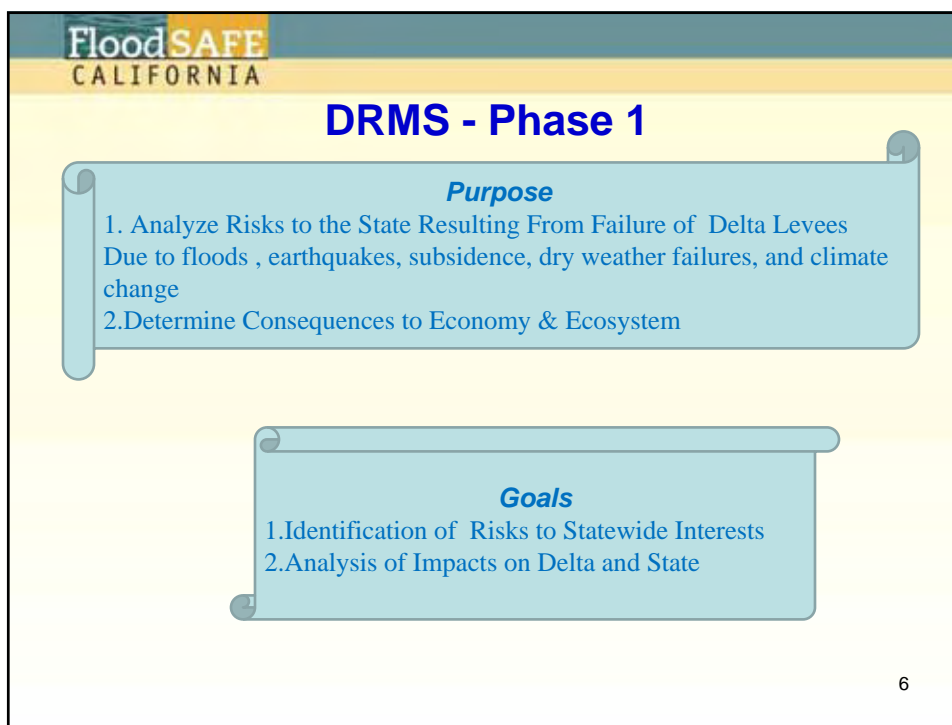 FloodSAFE
CALIFORNIA
DRMS - Phase 1
Purpose
1. Analyze Risks to the State Resulting From Failure of Delta Levees
Due to floods , earthquakes, subsidence, dry weather failures, and climate
change
2.Determine Consequences to Economy & Ecosystem
Goals
1.Identification of Risks to Statewide Interests
2.Analysis of Impacts on Delta and State
6